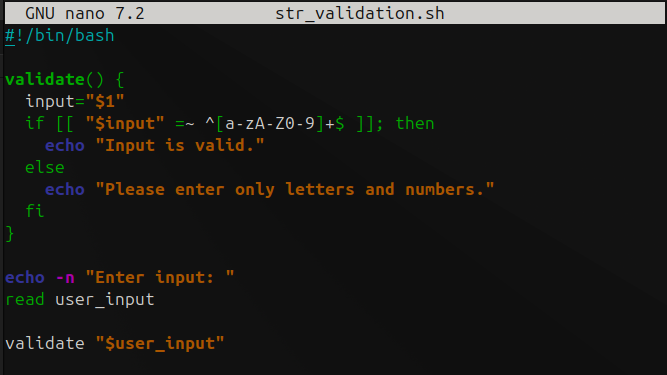 GNU nano 7.2 str_validation.sh
#!/bin/bash
validate() {
input="$1"
if [[ "$input" =~ ^[a-zA-Z0-9]+$ ]]; then
echo "Input is valid."
else
echo "Please enter only letters and numbers."
fi
}
echo -n "Enter input: "
read user_input
validate "$user_input"